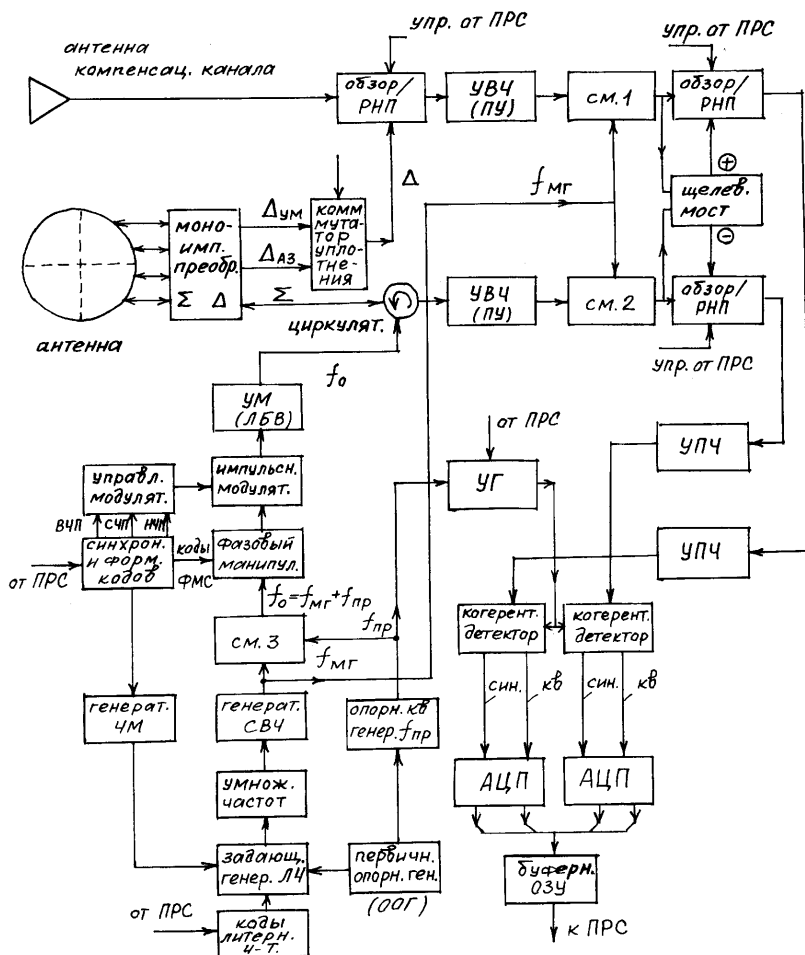 антенна
компенсац. канала
упр. от ПРС
упр. от ПРС
обзор/
РНП
УВЧ
(ПУ)
см.1
обзор/
РНП
Δ
fмг
+
щелев.
мост
−
моно-
имп.
преобр.
Σ Δ
Δум
Δаз
Σ
комм
мута-
тор
упло-
тнения
антенна
циркулят.
УВЧ
(ПУ)
см.2
обзор/
РНП
упр. от ПРС
f₀
УМ
(ЛБВ)
от ПРС
УГ
УПЧ
УПЧ
управл.
модулят.
импульсн.
модулят.
ВЧП
СЧП
НЧП
синхрон.
и форм.
кодов
от ПРС
коды
ФМС
фазовый
манипул.
f₀=fмг+fпр
см.3
fпр
fмг
когерент.
детектор
когерент.
детектор
син.
кв
син.
кв
генерат.
ЧМ
генерат.
СВЧ
опорн. кв
генер. fпр
умнож.
частот
АЦП
АЦП
задающ.
генер. ЛЧ
первичн.
опорн. ген.
(ООГ)
буферн.
ОЗУ
от ПРС
коды
литерн.
ч-т.
к ПРС